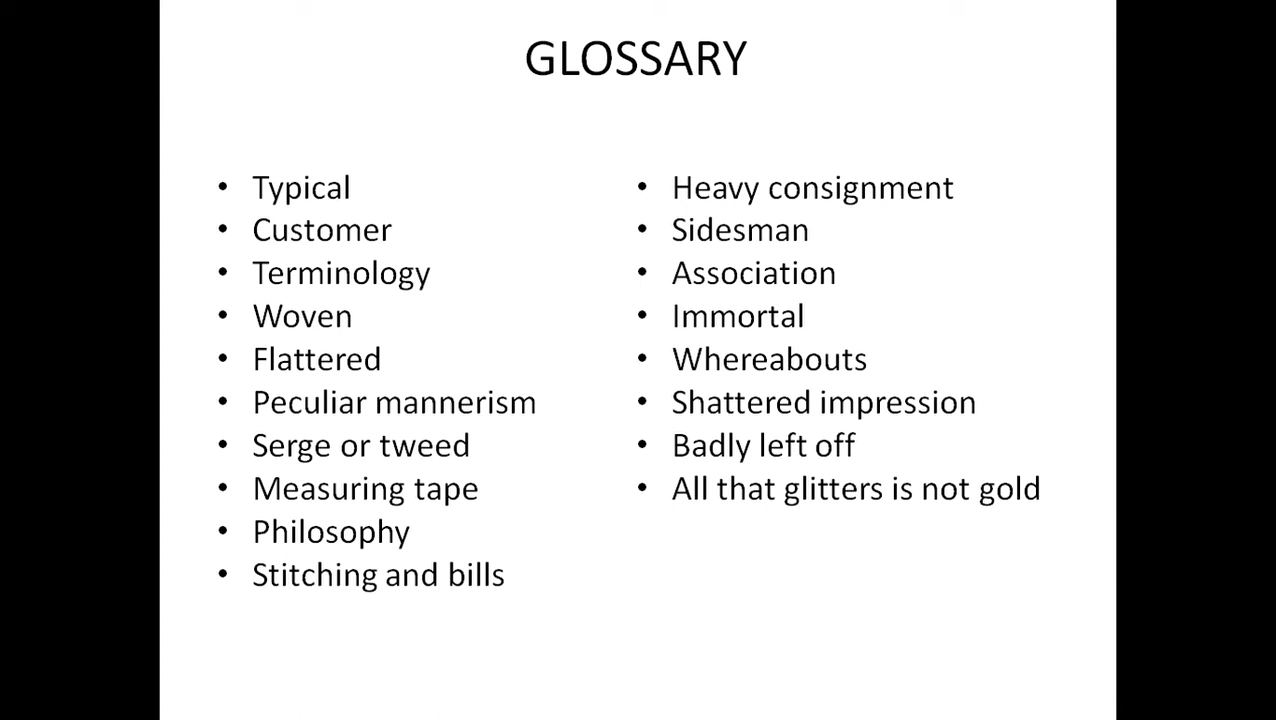 GLOSSARY
• Typical
• Customer
• Terminology
• Woven
• Flattered
• Peculiar mannerism
• Serge or tweed
• Measuring tape
• Philosophy
• Stitching and bills
• Heavy consignment
• Sidesman
• Association
• Immortal
• Whereabouts
• Shattered impression
• Badly left off
• All that glitters is not gold